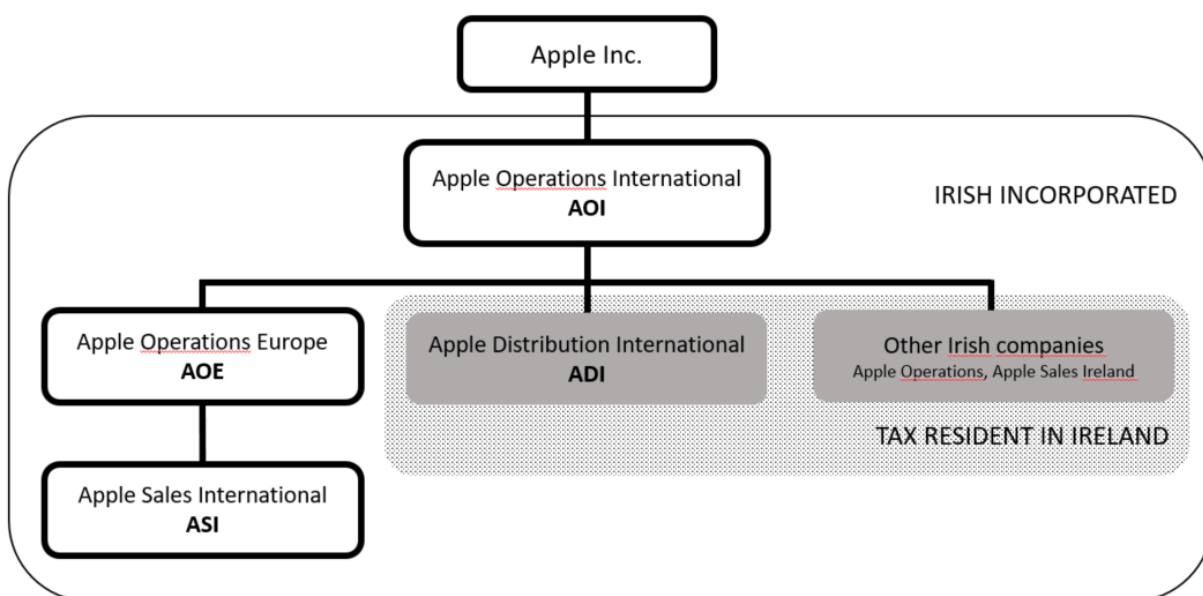 Apple Inc.
Apple Operations International
AOI
IRISH INCORPORATED
Apple Operations Europe
AOE
Apple Distribution International
ADI
Other Irish companies
Apple Operations, Apple Sales Ireland
TAX RESIDENT IN IRELAND
Apple Sales International
ASI